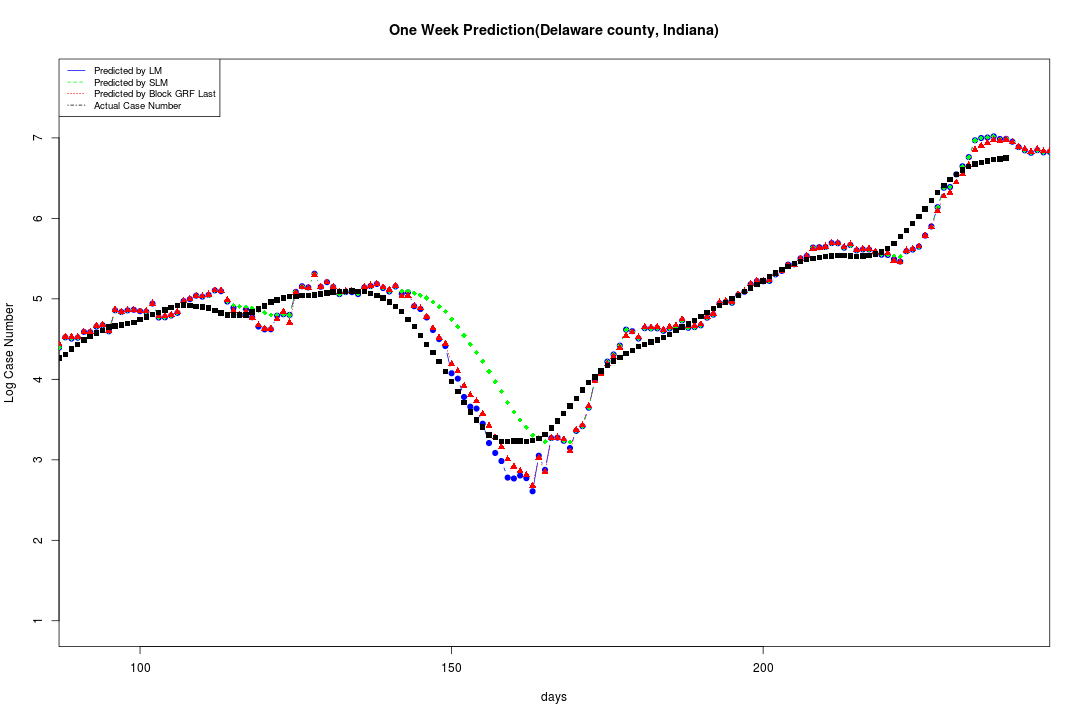 One Week Prediction(Delaware county, Indiana)
Predicted by LM
Predicted by SLM
Predicted by Block GRF Last
Actual Case Number
7
6
5
4
3
2
1
Log Case Number
100 150 200
days